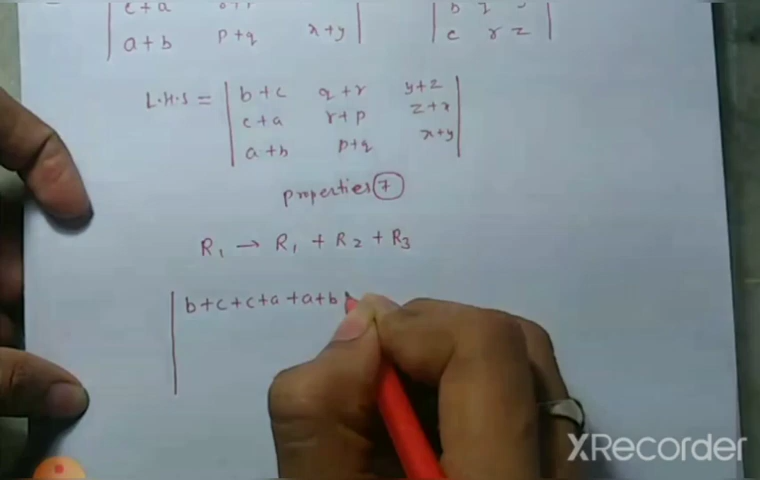 c+a
a+b p+q x+y c r z
L.H.S = b+c q+r y+z
c+a r+p z+x
a+b p+q x+y
Properties 7
R1 → R1 + R2 + R3
b+c+c+a+a+b
XRecorder